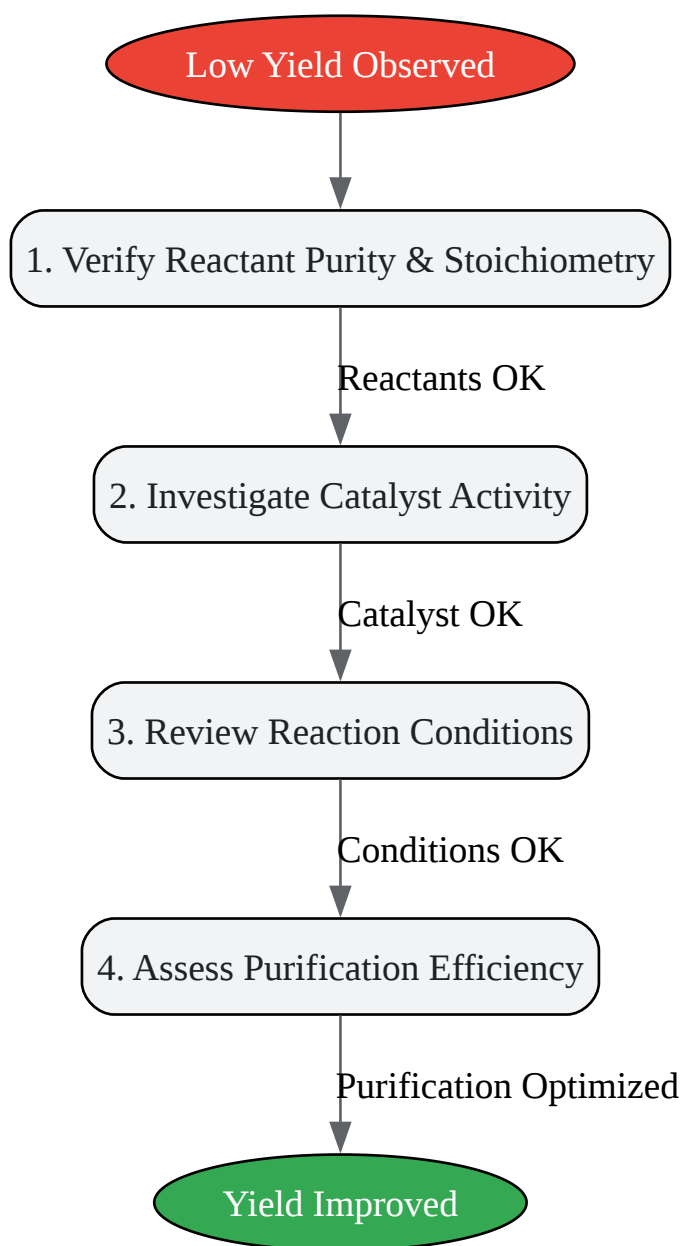 Low Yield Observed
1. Verify Reactant Purity & Stoichiometry
Reactants OK
2. Investigate Catalyst Activity
Catalyst OK
3. Review Reaction Conditions
Conditions OK
4. Assess Purification Efficiency
Purification Optimized
Yield Improved